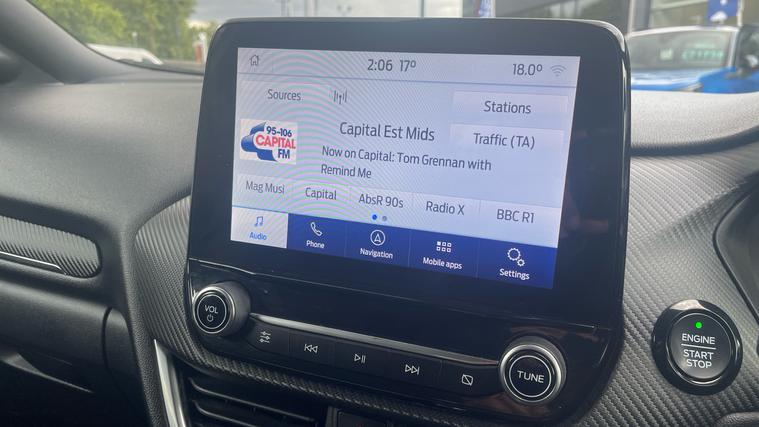 2:06 17°
18.0°
Sources
Stations
95-106
CAPITAL
FM
Capital Est Mids
Traffic (TA)
Now on Capital: Tom Grennan with
Remind Me
Mag Musi
Capital
AbsR 90s
Radio X
BBC R1
Audio
Phone
Navigation
Mobile apps
Settings
VOL
TUNE
ENGINE
START
STOP